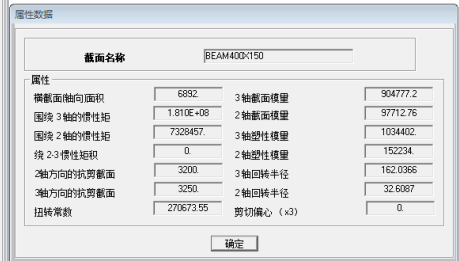 属性数据
截面名称 BEAM400X150
属性
横截面(轴向)面积 6892. 3轴截面模量 904777.2
围绕3轴的惯性矩 1.810E+08 2轴截面模量 97712.76
围绕2轴的惯性矩 7328457. 3轴塑性模量 1034402.
绕2-3惯性矩积 0. 2轴塑性模量 152234.
2轴方向的抗剪截面 3200. 3轴回转半径 162.0366
3轴方向的抗剪截面 3250. 2轴回转半径 32.6087
扭转常数 270673.55 剪切偏心 (x3) 0.
确定